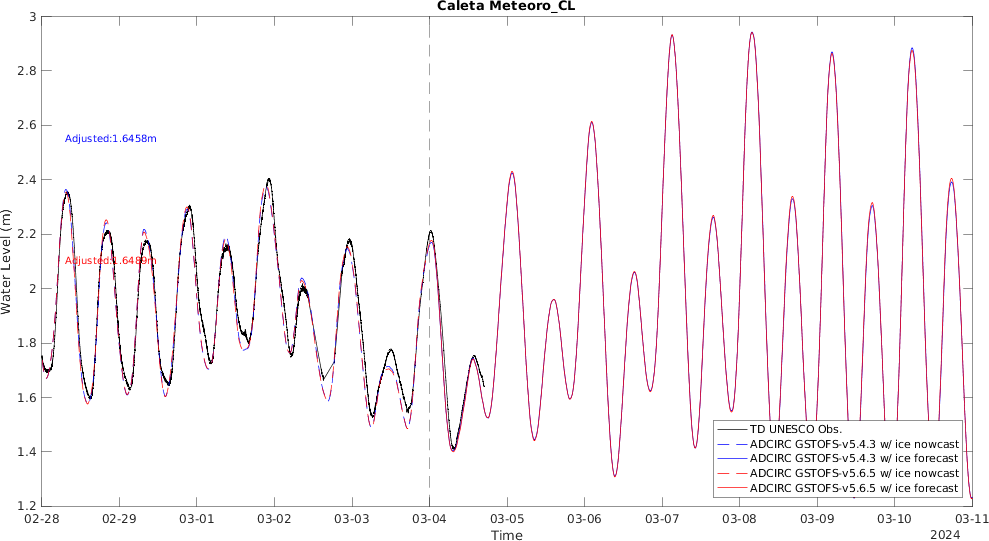 Caleta Meteoro_CL
3
2.8
2.6
2.4
2.2
2
1.8
1.6
1.4
1.2
Water Level (m)
Adjusted:1.6458m
Adjusted:1.6489m
TD UNESCO Obs.
ADCIRC GSTOFS-v5.4.3 w/ ice nowcast
ADCIRC GSTOFS-v5.4.3 w/ ice forecast
ADCIRC GSTOFS-v5.6.5 w/ ice nowcast
ADCIRC GSTOFS-v5.6.5 w/ ice forecast
02-28 02-29 03-01 03-02 03-03 03-04 03-05 03-06 03-07 03-08 03-09 03-10 03-11
Time
2024